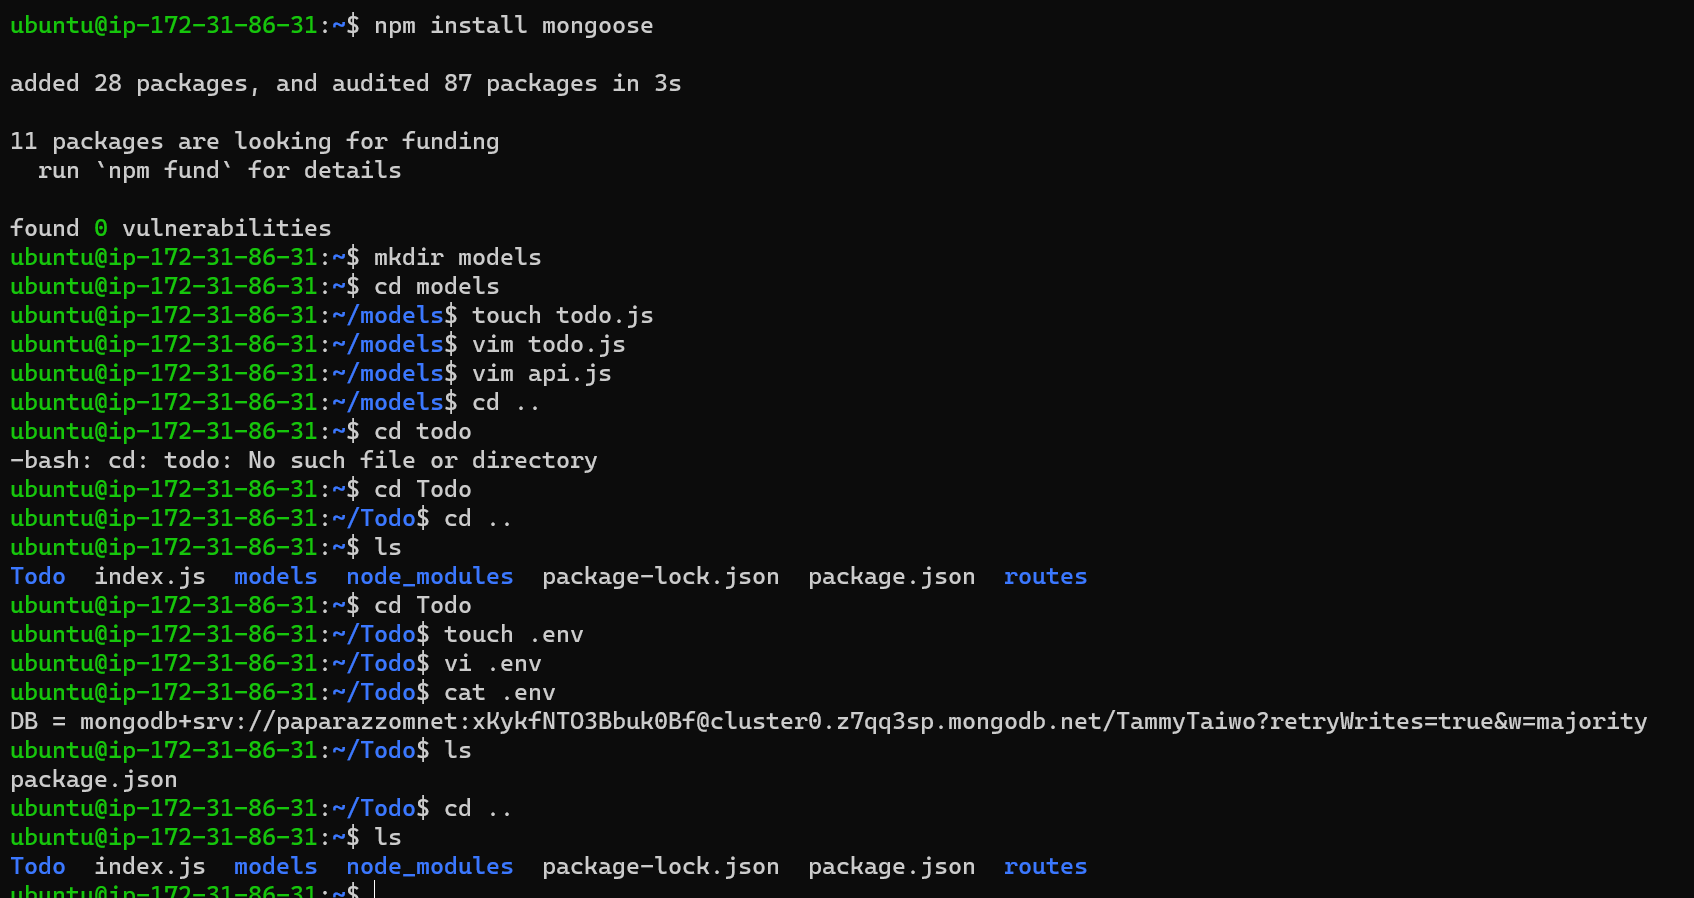 ubuntu@ip-172-31-86-31:~$ npm install mongoose
added 28 packages, and audited 87 packages in 3s
11 packages are looking for funding
  run `npm fund` for details
found 0 vulnerabilities
ubuntu@ip-172-31-86-31:~$ mkdir models
ubuntu@ip-172-31-86-31:~$ cd models
ubuntu@ip-172-31-86-31:~/models$ touch todo.js
ubuntu@ip-172-31-86-31:~/models$ vim todo.js
ubuntu@ip-172-31-86-31:~/models$ vim api.js
ubuntu@ip-172-31-86-31:~/models$ cd ..
ubuntu@ip-172-31-86-31:~$ cd todo
-bash: cd: todo: No such file or directory
ubuntu@ip-172-31-86-31:~$ cd Todo
ubuntu@ip-172-31-86-31:~/Todo$ cd ..
ubuntu@ip-172-31-86-31:~$ ls
Todo  index.js  models  node_modules  package-lock.json  package.json  routes
ubuntu@ip-172-31-86-31:~$ cd Todo
ubuntu@ip-172-31-86-31:~/Todo$ touch .env
ubuntu@ip-172-31-86-31:~/Todo$ vi .env
ubuntu@ip-172-31-86-31:~/Todo$ cat .env
DB = mongodb+srv://paparazzomnet:xKykfNTO3Bbuk0Bf@cluster0.z7qq3sp.mongodb.net/TammyTaiwo?retryWrites=true&w=majority
ubuntu@ip-172-31-86-31:~/Todo$ ls
package.json
ubuntu@ip-172-31-86-31:~/Todo$ cd ..
ubuntu@ip-172-31-86-31:~$ ls
Todo  index.js  models  node_modules  package-lock.json  package.json  routes
ubuntu@ip-172-31-86-31:~$